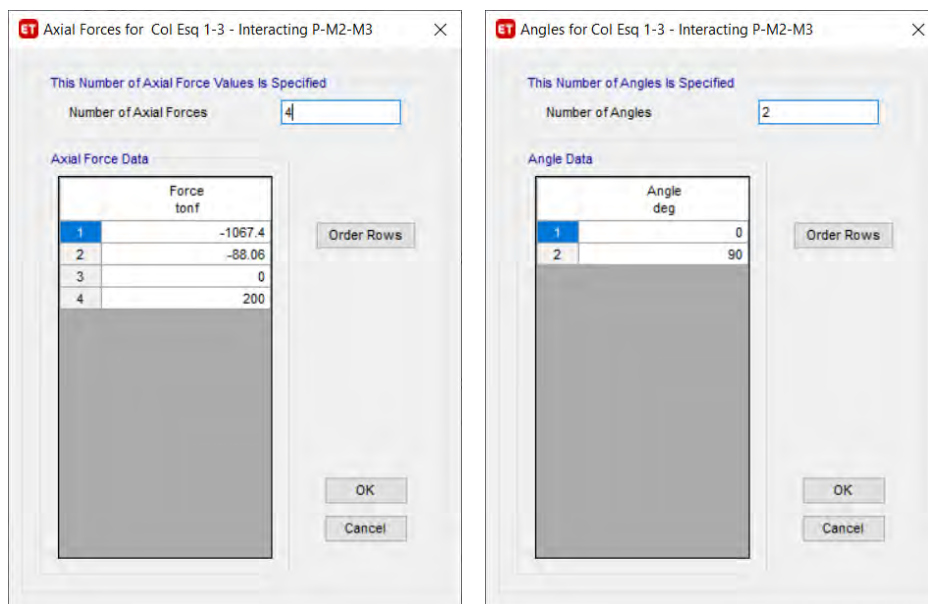 ET Axial Forces for Col Esq 1-3 - Interacting P-M2-M3
This Number of Axial Force Values Is Specified
Number of Axial Forces 4
Axial Force Data
Force
tonf
1 -1067.4
2 -88.06
3 0
4 200
Order Rows
OK
Cancel
ET Angles for Col Esq 1-3 - Interacting P-M2-M3
This Number of Angles Is Specified
Number of Angles 2
Angle Data
Angle
deg
1 0
2 90
Order Rows
OK
Cancel